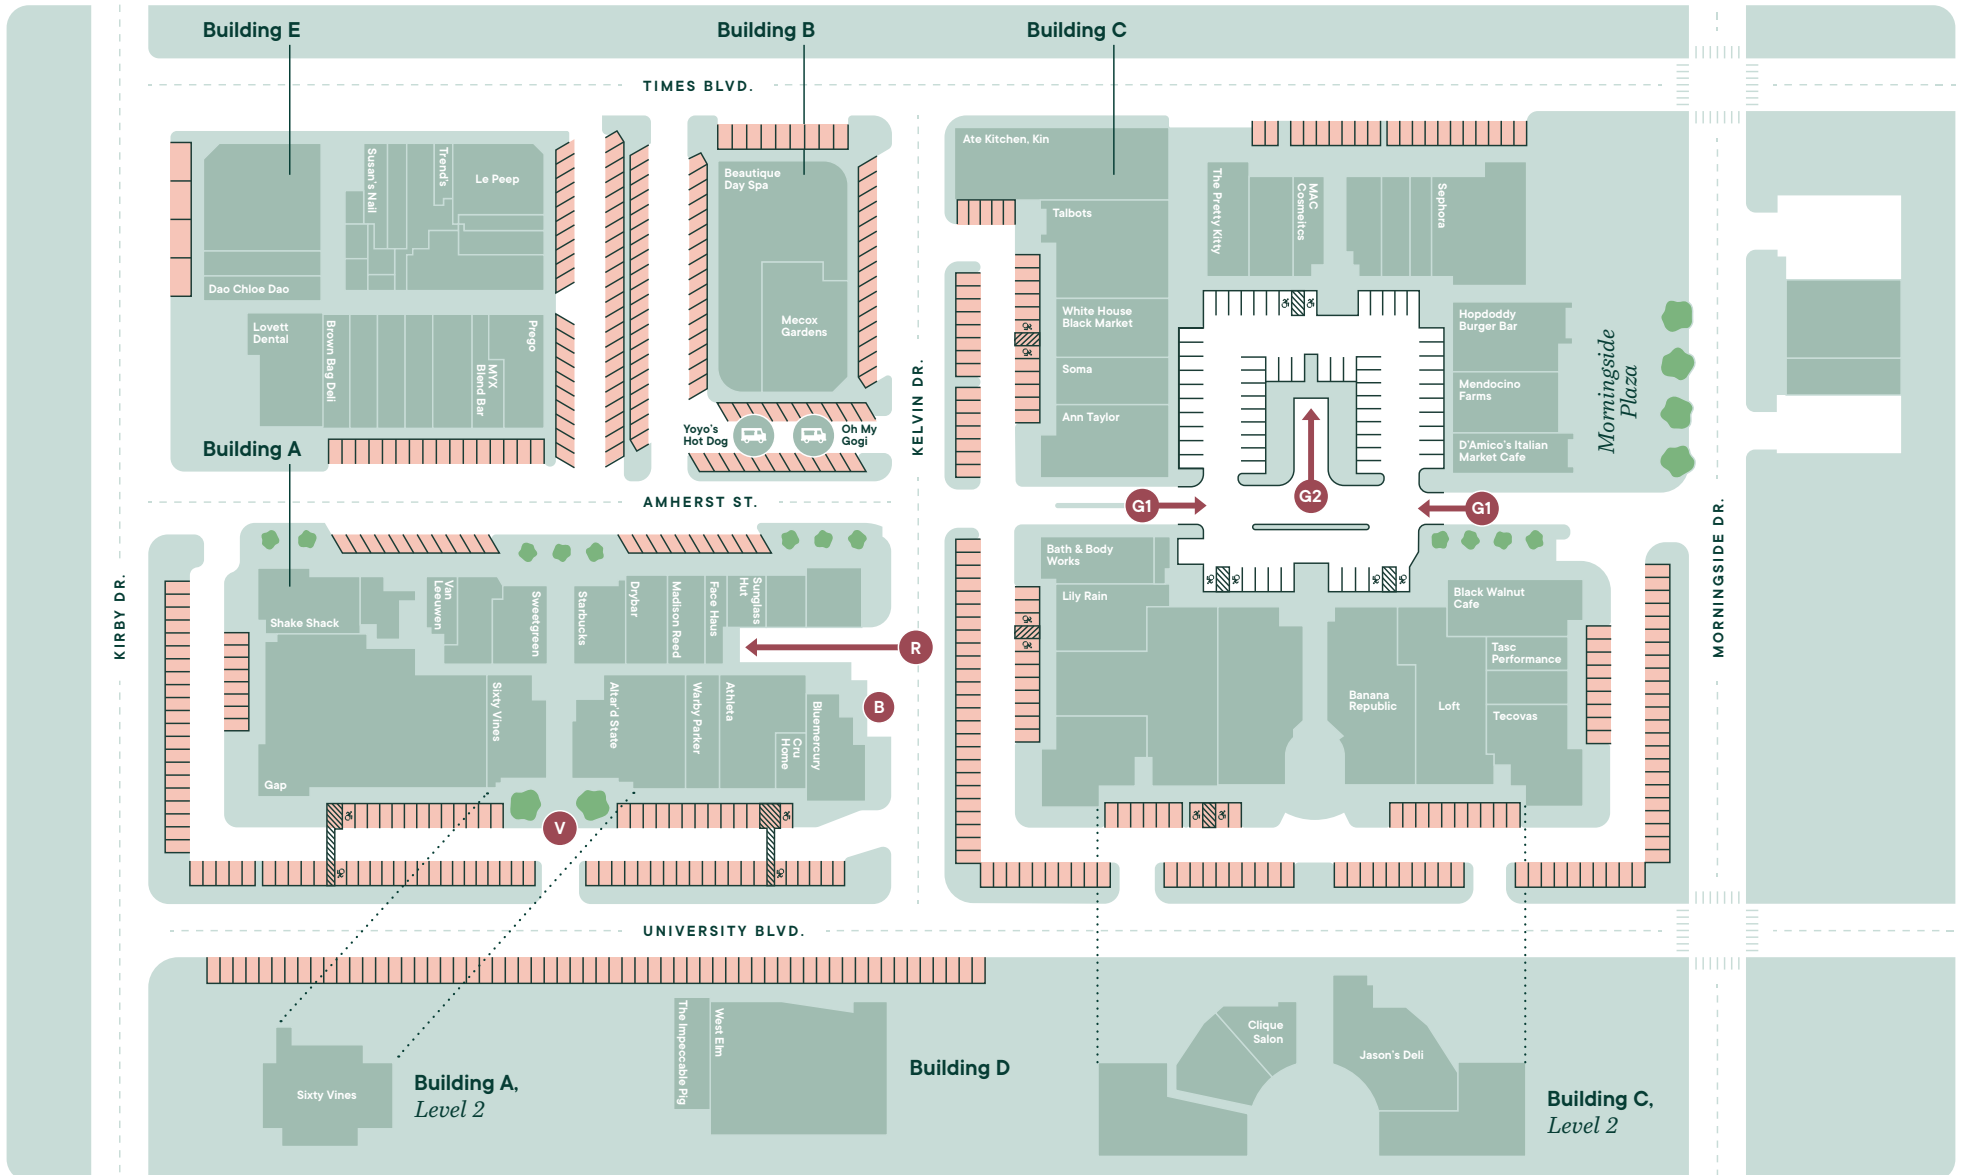 Building E
Building B
Building C
TIMES BLVD.
Susan's Nail
Trend's
Le Peep
Dao Chloe Dao
Lovett
Dental
Brown Bag Deli
MYX
Blend Bar
Prego
Building A
Beautique
Day Spa
Mecox
Gardens
Yoyo's
Hot Dog
Oh My
Gogi
KELVIN DR.
Ate Kitchen, Kin
Talbots
White House
Black Market
Soma
Ann Taylor
The Pretty Kitty
MAC
Cosmeitcs
Sephora
Hopdoddy
Burger Bar
Mendocino
Farms
D'Amico's Italian
Market Cafe
Morningside
Plaza
G1
G2
G1
AMHERST ST.
KIRBY DR.
MORNINGSIDE DR.
Shake Shack
Van
Leeuwen
Sweetgreen
Starbucks
Drybar
Madison Reed
Face Haus
Sunglass
Hut
R
B
Gap
Sixty Vines
Altar'd State
Warby Parker
Athleta
Cru
Home
Bluemercury
V
Bath & Body
Works
Lily Rain
Black Walnut
Cafe
Tasc
Performance
Banana
Republic
Loft
Tecovas
UNIVERSITY BLVD.
Sixty Vines
Building A,
Level 2
The Impeccable Pig
West Elm
Building D
Clique
Salon
Jason's Deli
Building C,
Level 2